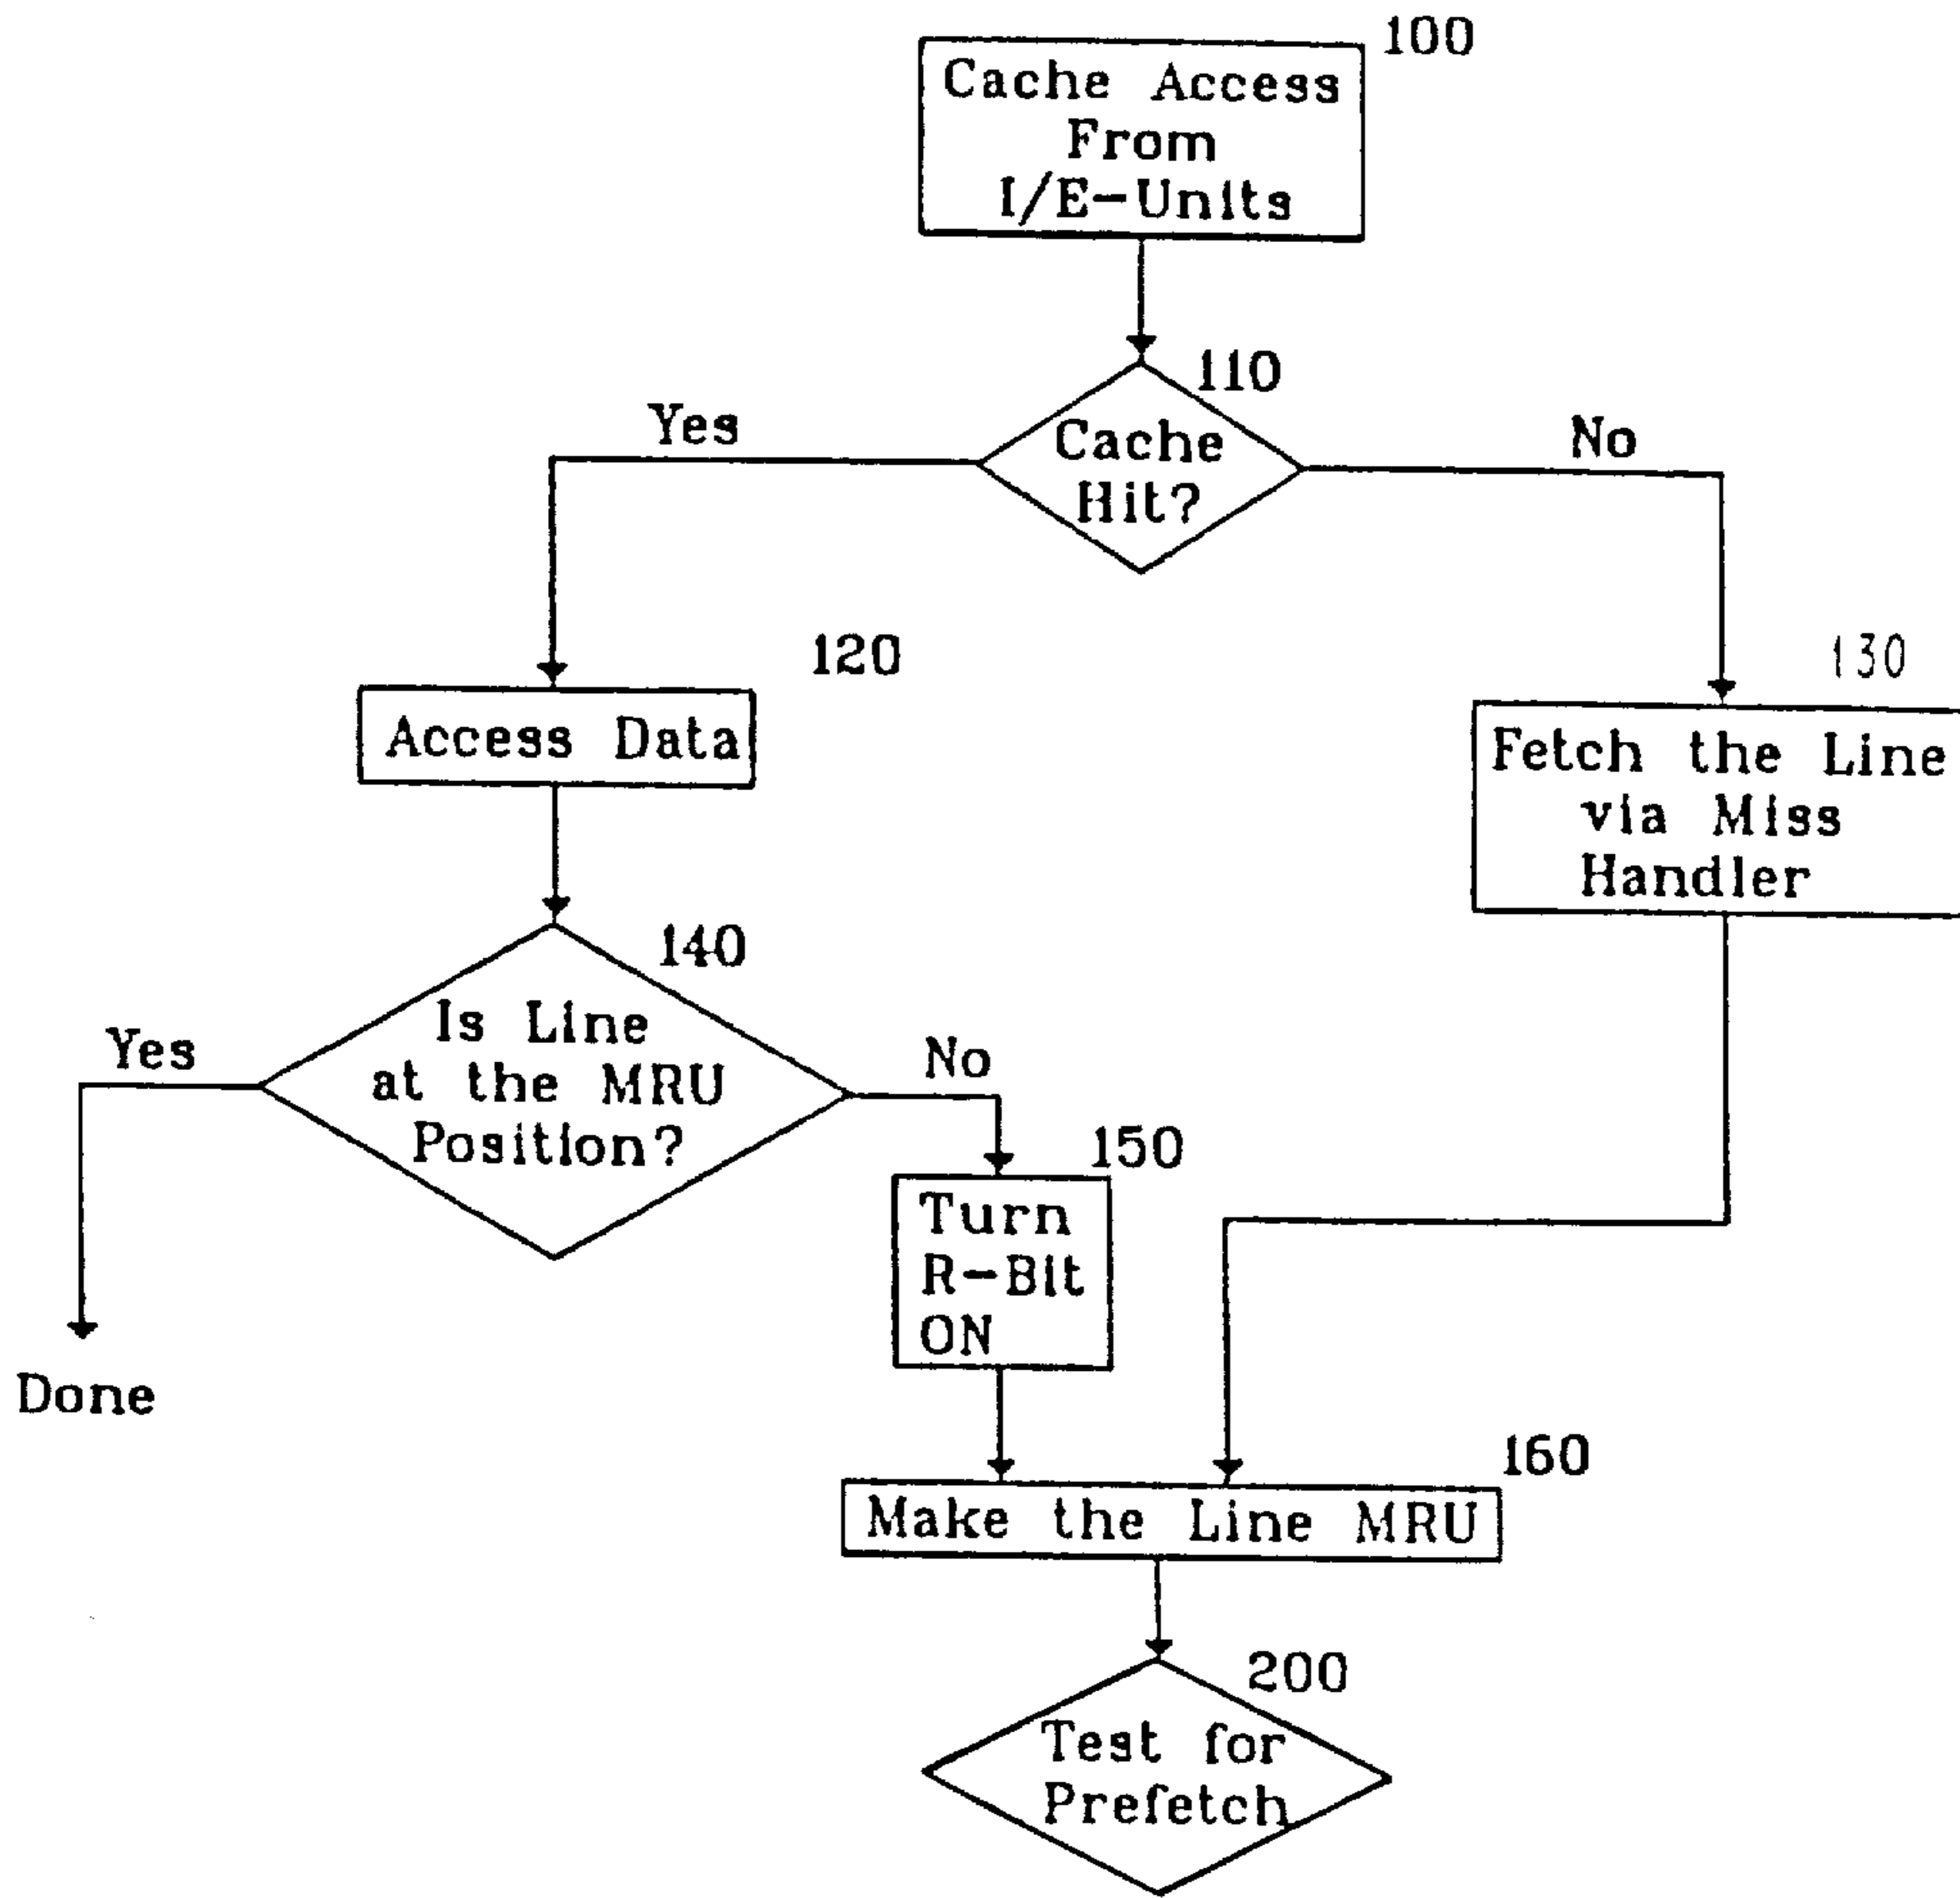 100
Cache Access
From
I/E-Units
110
Cache
Hit?
Yes
No
120
Access Data
130
Fetch the Line
via Miss
Handler
140
Is Line
at the MRU
Position?
Yes
No
150
Turn
R-Bit
ON
Done
160
Make the Line MRU
200
Test for
Prefetch